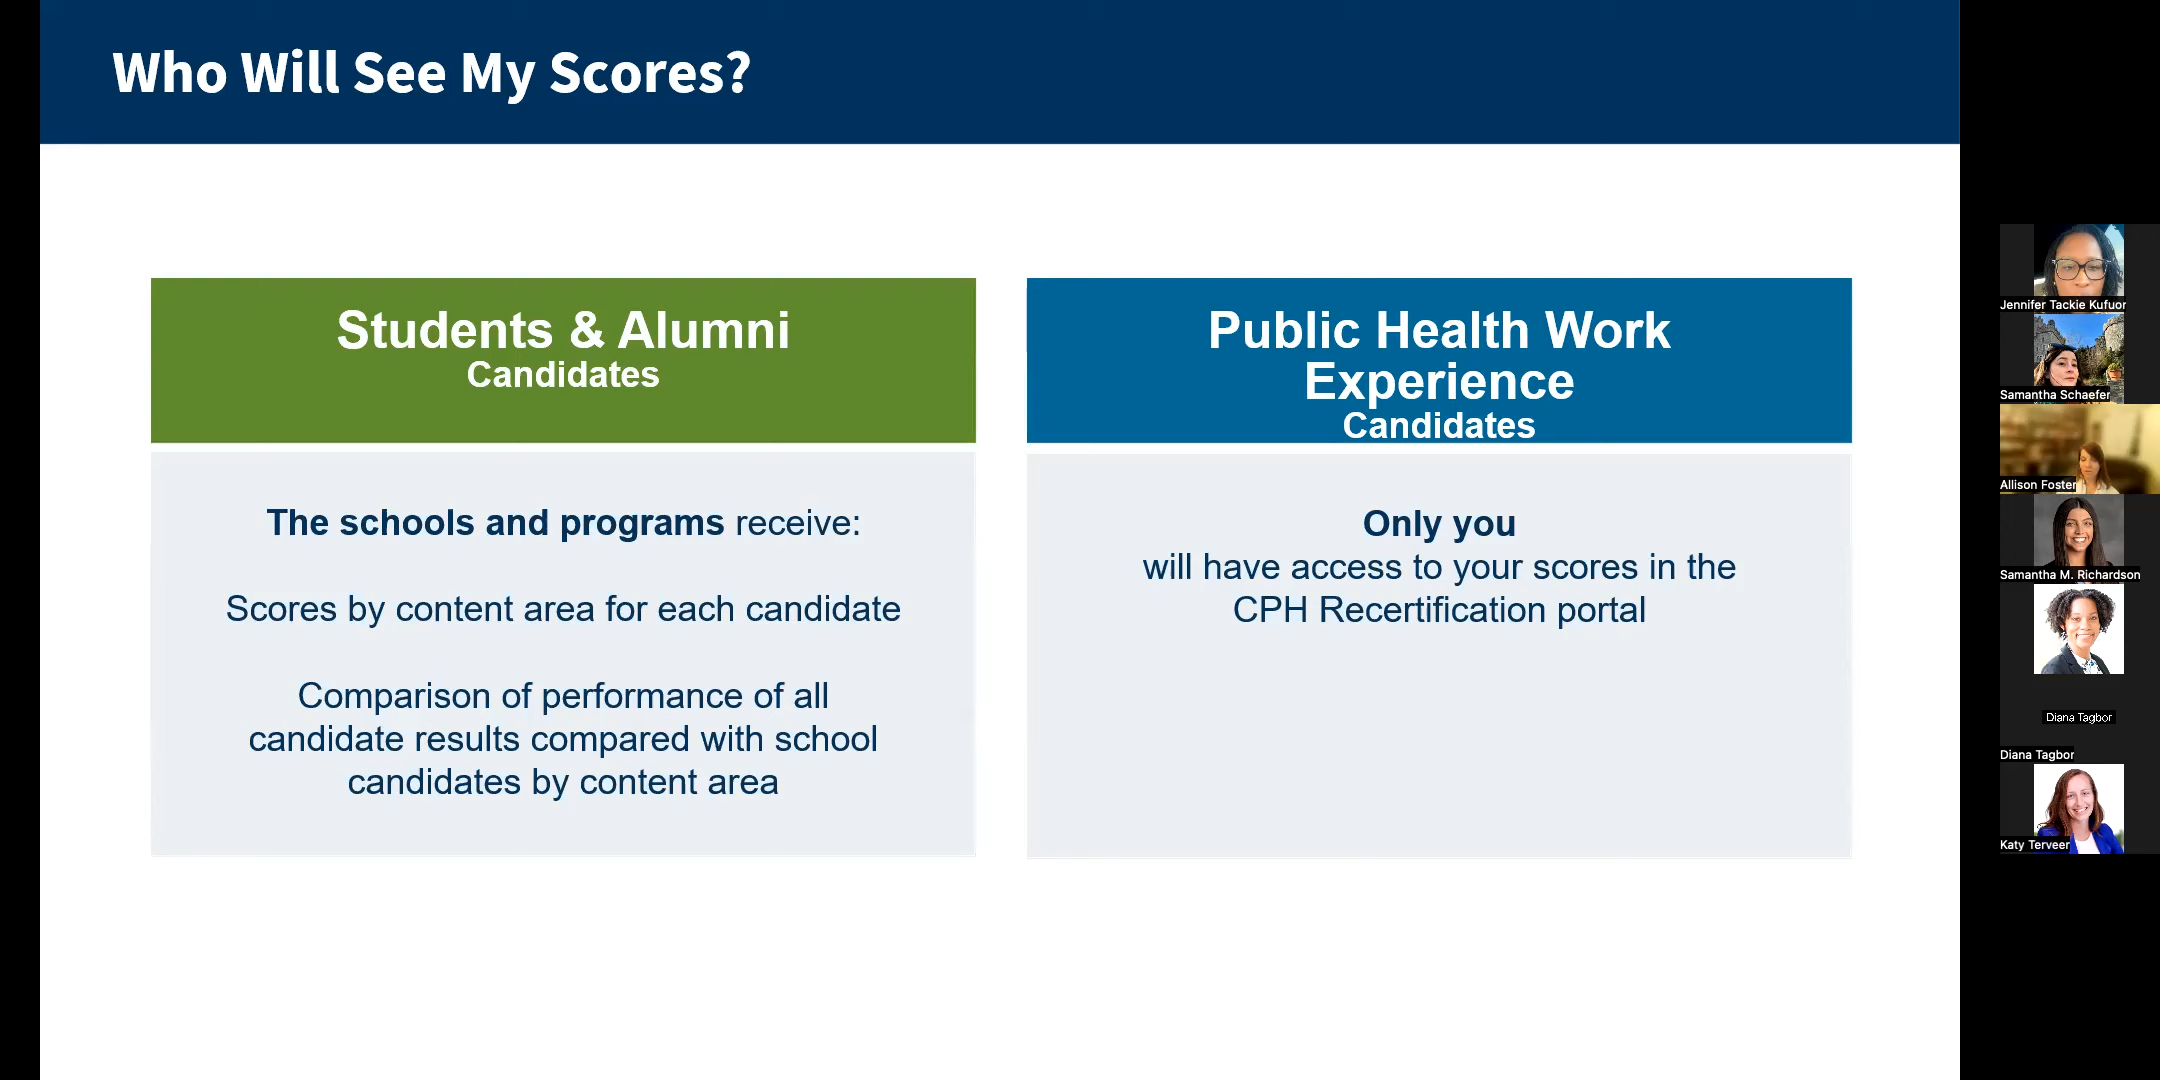 Who Will See My Scores?
Students & Alumni
Candidates
The schools and programs receive:
Scores by content area for each candidate
Comparison of performance of all
candidate results compared with school
candidates by content area
Public Health Work
Experience
Candidates
Only you
will have access to your scores in the
CPH Recertification portal
Jennifer Tackie Kufuor
Samantha Schaefer
Allison Foster
Samantha M. Richardson
Diana Tagbor
Diana Tagbor
Katy Terveer